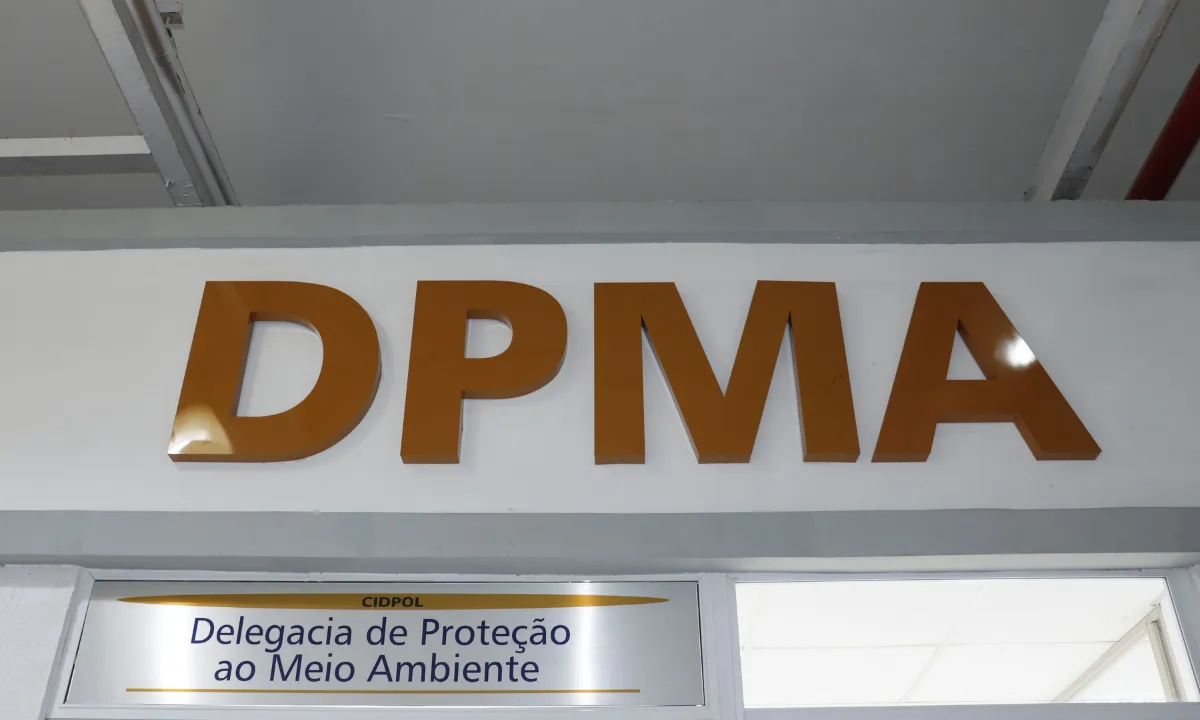 DPMA
CIDPOL
Delegacia de Proteção
ao Meio Ambiente